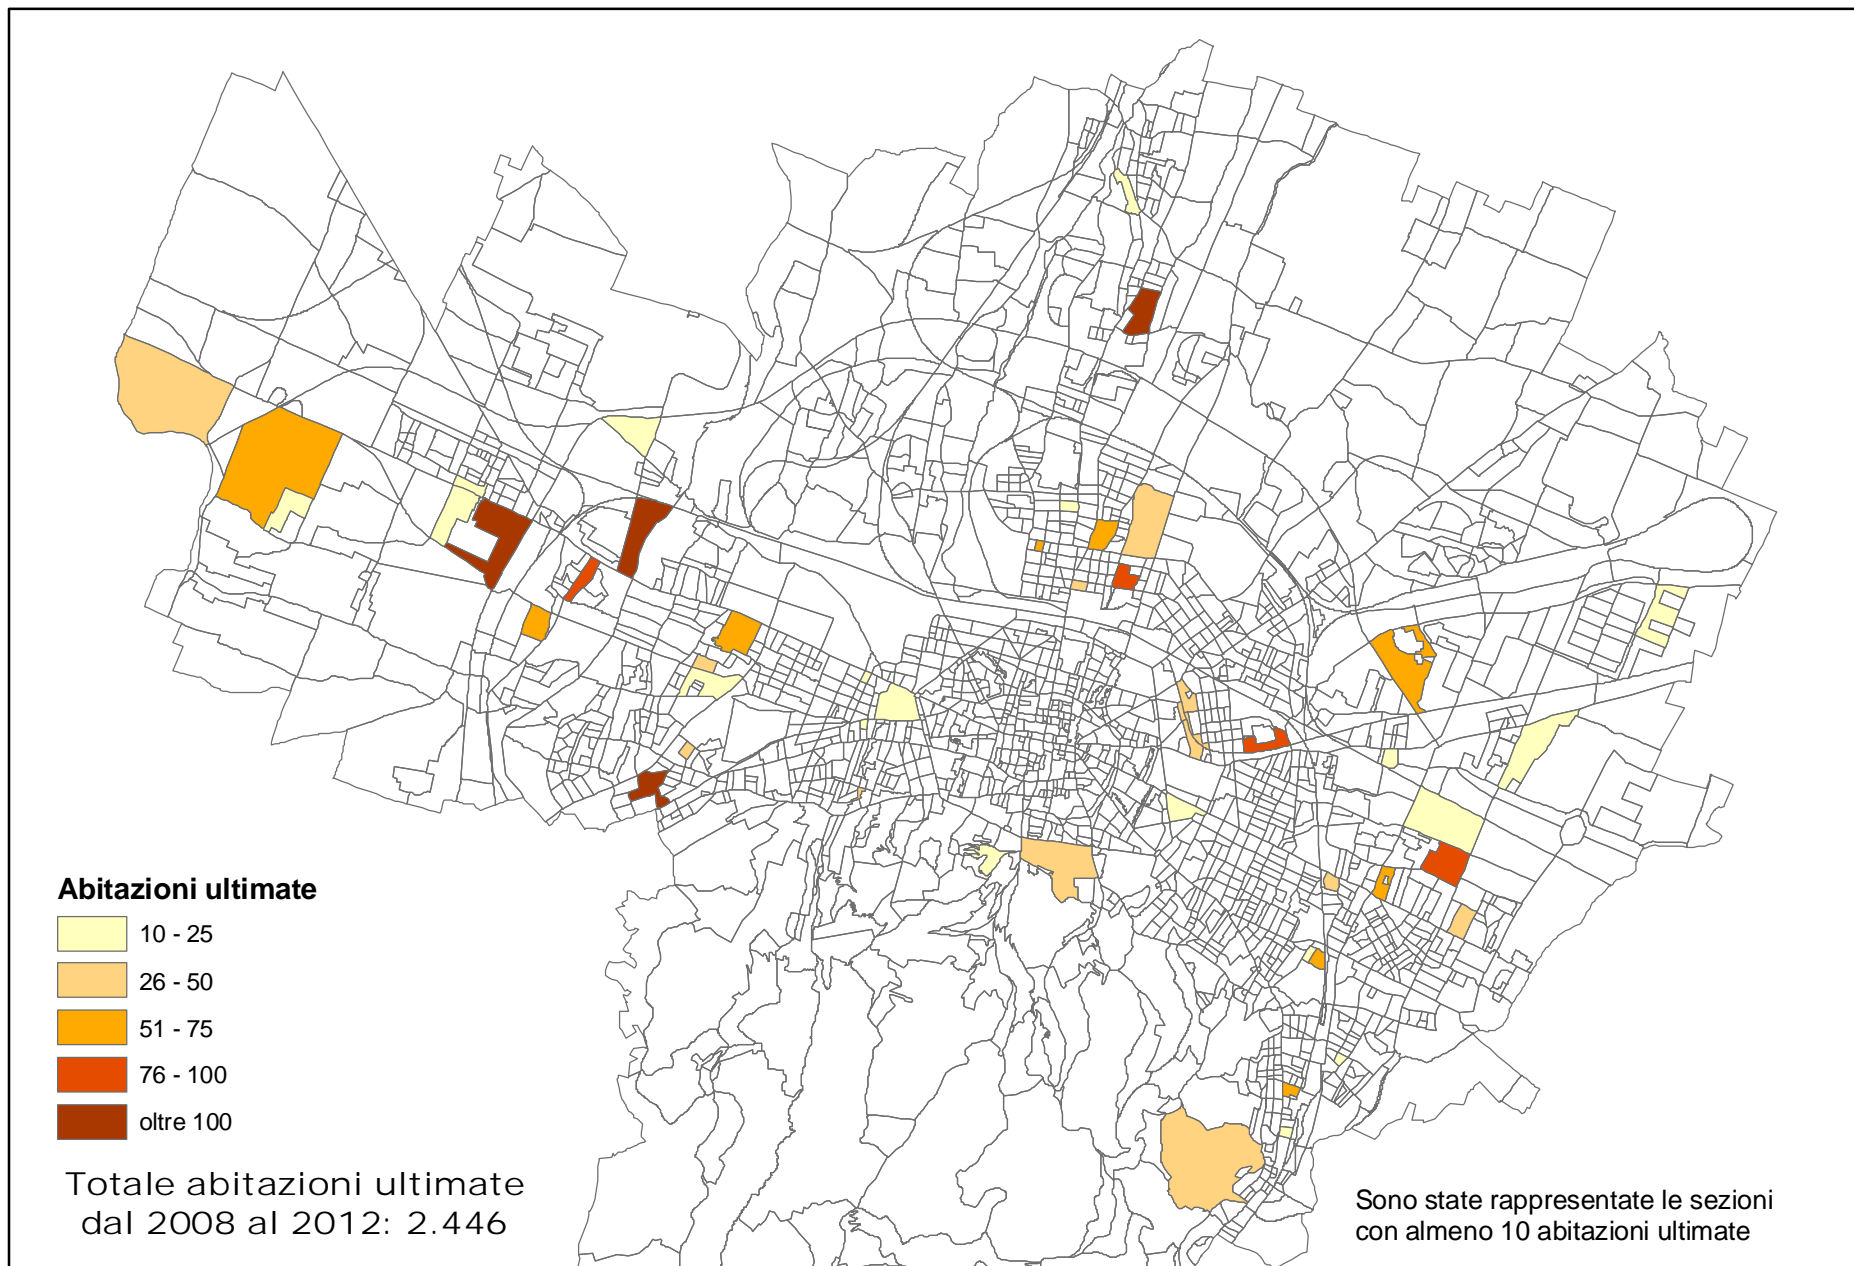 Abitazioni ultimate
10 - 25
26 - 50
51 - 75
76 - 100
oltre 100
Totale abitazioni ultimate
dal 2008 al 2012: 2.446
Sono state rappresentate le sezioni
con almeno 10 abitazioni ultimate